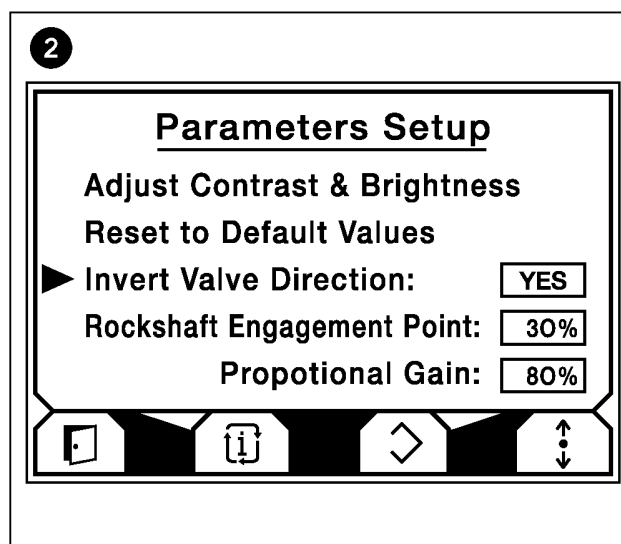 2
Parameters Setup
Adjust Contrast & Brightness
Reset to Default Values
Invert Valve Direction: YES
Rockshaft Engagement Point: 30%
Propotional Gain: 80%
i